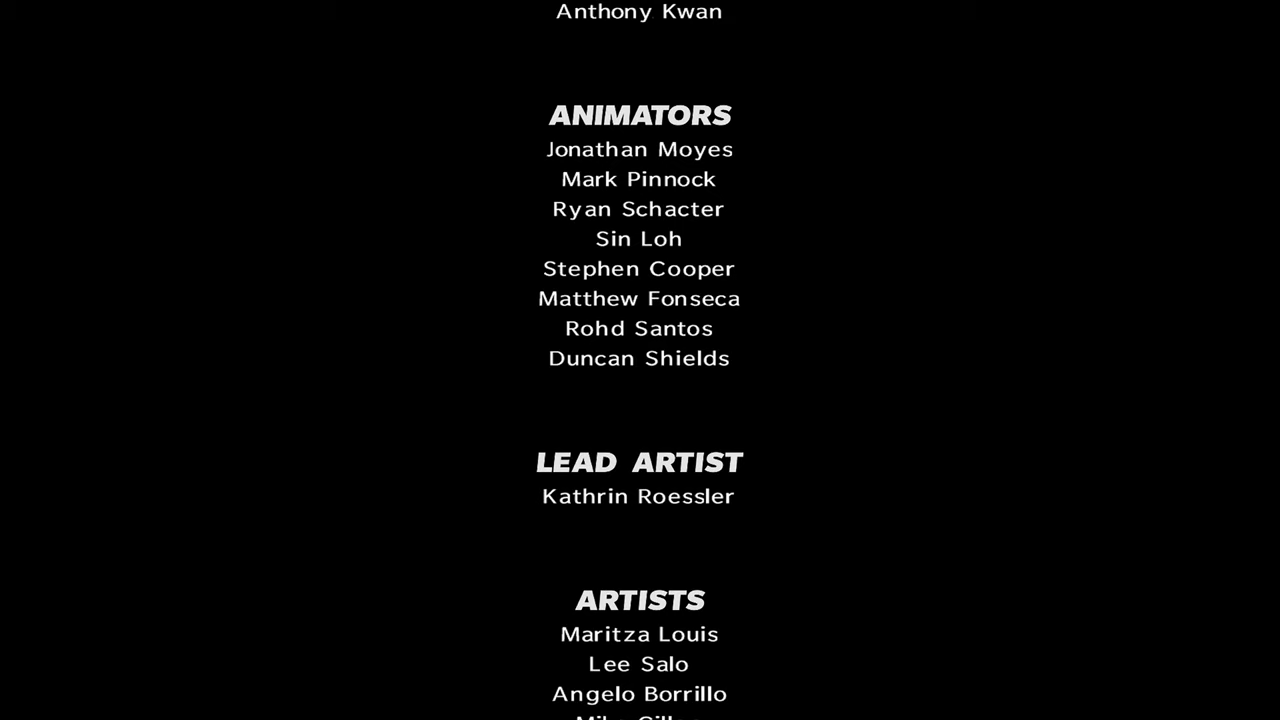 Anthony Kwan
ANIMATORS
Jonathan Moyes
Mark Pinnock
Ryan Schacter
Sin Loh
Stephen Cooper
Matthew Fonseca
Rohd Santos
Duncan Shields
LEAD ARTIST
Kathrin Roessler
ARTISTS
Maritza Louis
Lee Salo
Angelo Borrillo